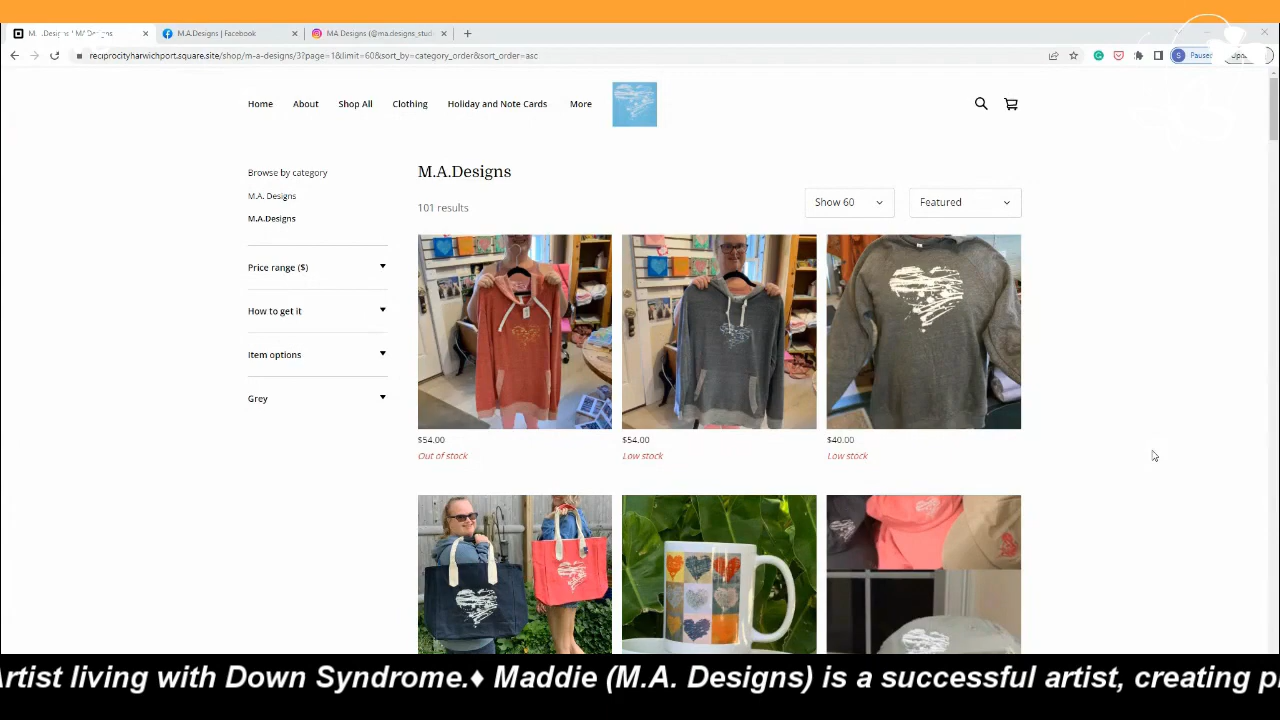 M.A.Designs | Facebook
MA.Designs (@ma.designs_stud
reciprocityharwichport.square.site/shop/m-a-designs/3?page=1&limit=60&sort_by=category_order&sort_order=asc
Home About Shop All Clothing Holiday and Note Cards More
Browse by category
M.A. Designs
M.A.Designs
Price range ($)
How to get it
Item options
Grey
M.A.Designs
101 results
Show 60 Featured
$54.00 $54.00 $40.00
Out of stock Low stock Low stock
Artist living with Down Syndrome.♦ Maddie (M.A. Designs) is a successful artist, creating p